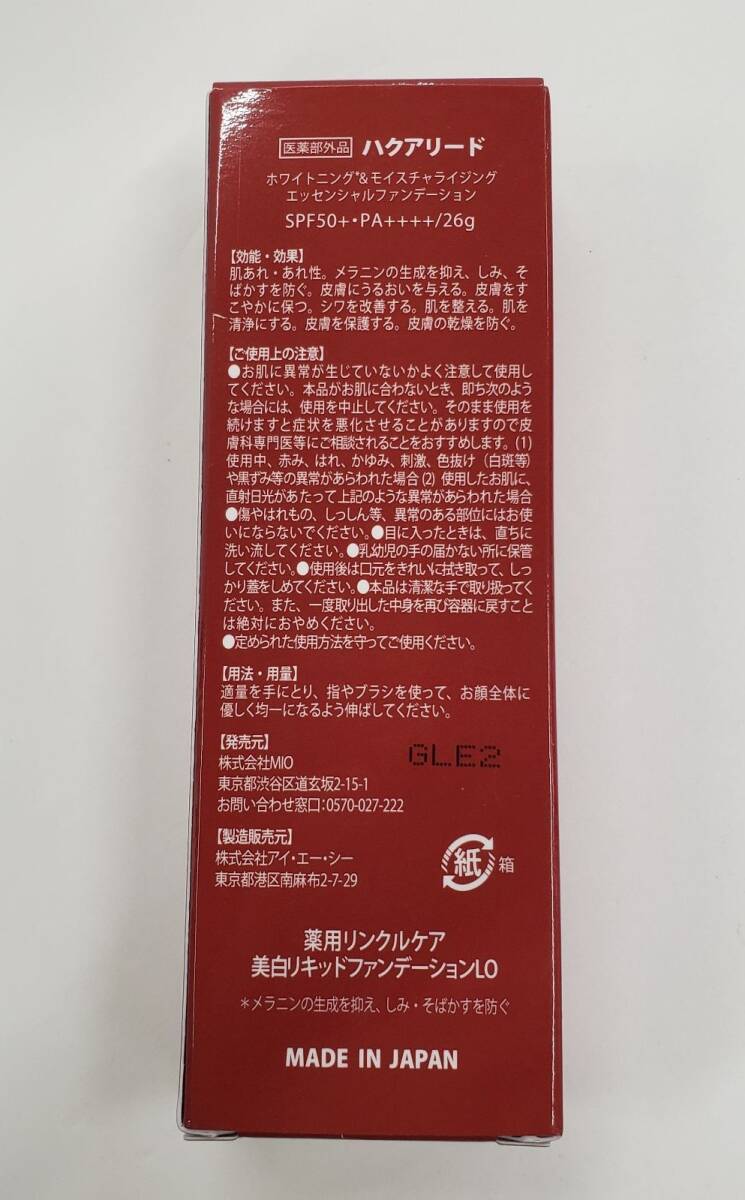 医薬部外品 ハクアリード
ホワイトニング*&モイスチャライジング
エッセンシャルファンデーション
SPF50+・PA++++/26g
【効能・効果】
肌あれ・あれ性。メラニンの生成を抑え、しみ、そ
ばかすを防ぐ。皮膚にうるおいを与える。皮膚をす
こやかに保つ。シワを改善する。肌を整える。肌を
清浄にする。皮膚を保護する。皮膚の乾燥を防ぐ。
【ご使用上の注意】
●お肌に異常が生じていないかよく注意して使用し
てください。本品がお肌に合わないとき、即ち次のよう
な場合には、使用を中止してください。そのまま使用を
続けますと症状を悪化させることがありますので皮
膚科専門医等にご相談されることをおすすめします。(1)
使用中、赤み、はれ、かゆみ、刺激、色抜け（白斑等）
や黒ずみ等の異常があらわれた場合(2) 使用したお肌に、
直射日光があたって上記のような異常があらわれた場合
●傷やはれもの、しっしん等、異常のある部位にはお使
いにならないでください。●目に入ったときは、直ちに
洗い流してください。●乳幼児の手の届かない所に保管
してください。●使用後は口元をきれいに拭き取って、しっ
かり蓋をしめてください。●本品は清潔な手で取り扱ってく
ださい。また、一度取り出した中身を再び容器に戻すこと
は絶対におやめください。
●定められた使用方法を守ってご使用ください。
【用法・用量】
適量を手にとり、指やブラシを使って、お顔全体に
優しく均一になるよう伸ばしてください。
【発売元】
株式会社MIO
東京都渋谷区道玄坂2-15-1
お問い合わせ窓口：0570-027-222
GLE2
【製造販売元】
株式会社アイ・エー・シー
東京都港区南麻布2-7-29
紙 箱
薬用リンクルケア
美白リキッドファンデーションLO
＊メラニンの生成を抑え、しみ・そばかすを防ぐ
MADE IN JAPAN